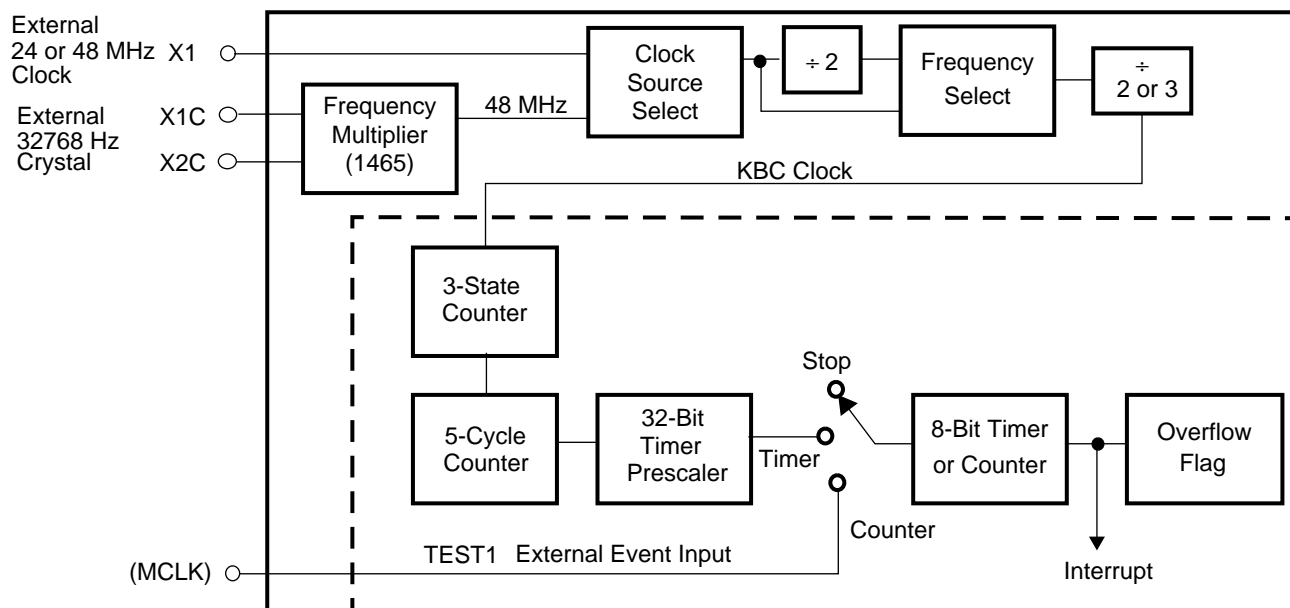 External
24 or 48 MHz
Clock
X1
External
32768 Hz
Crystal
X1C
X2C
Frequency
Multiplier
(1465)
48 MHz
Clock
Source
Select
÷ 2
Frequency
Select
÷
2 or 3
KBC Clock
3-State
Counter
5-Cycle
Counter
32-Bit
Timer
Prescaler
Stop
Timer
Counter
8-Bit Timer
or Counter
Overflow
Flag
Interrupt
(MCLK)
TEST1 External Event Input